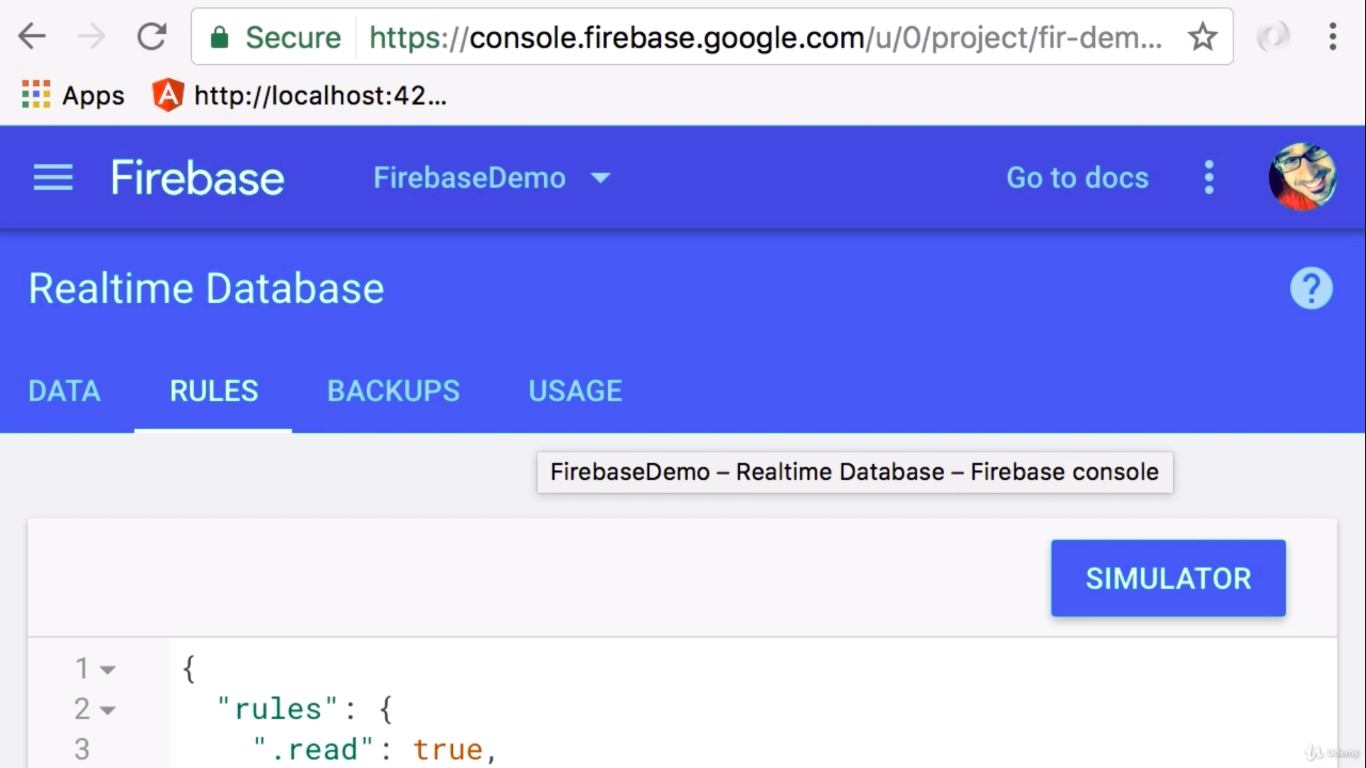 Secure https://console.firebase.google.com/u/0/project/fir-dem...
Apps http://localhost:42...
Firebase FirebaseDemo Go to docs
Realtime Database ?
DATA RULES BACKUPS USAGE
FirebaseDemo – Realtime Database – Firebase console
SIMULATOR
1 {
2 "rules": {
3 ".read": true,
Udemy